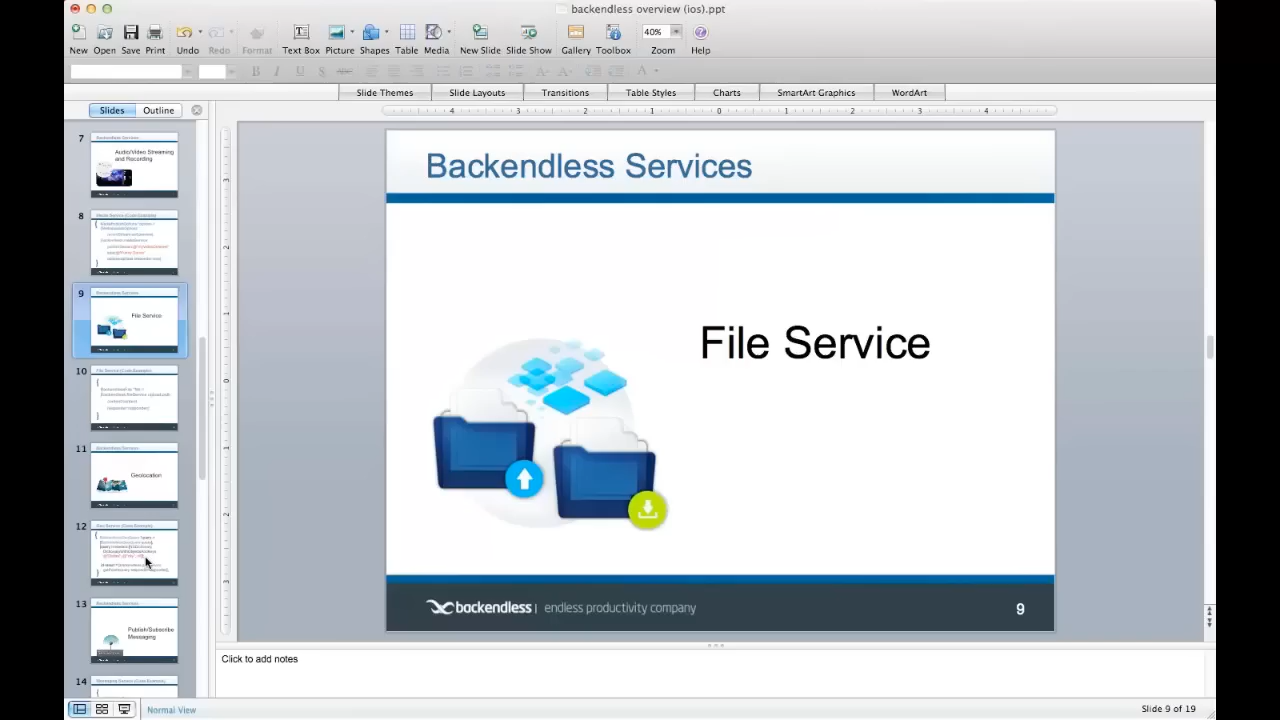 backendless overview (ios).ppt
New Open Save Print Undo Redo Format Text Box Picture Shapes Table Media New Slide Slide Show Gallery Toolbox Zoom Help
40%
Slide Themes Slide Layouts Transitions Table Styles Charts SmartArt Graphics WordArt
Slides Outline
7
Audio/Video Streaming
and Recording
8
9
File Service
10
11
Geolocation
12
13
Publish/Subscribe
Messaging
14
Backendless Services
File Service
backendless | endless productivity company
9
Click to add notes
Normal View
Slide 9 of 19